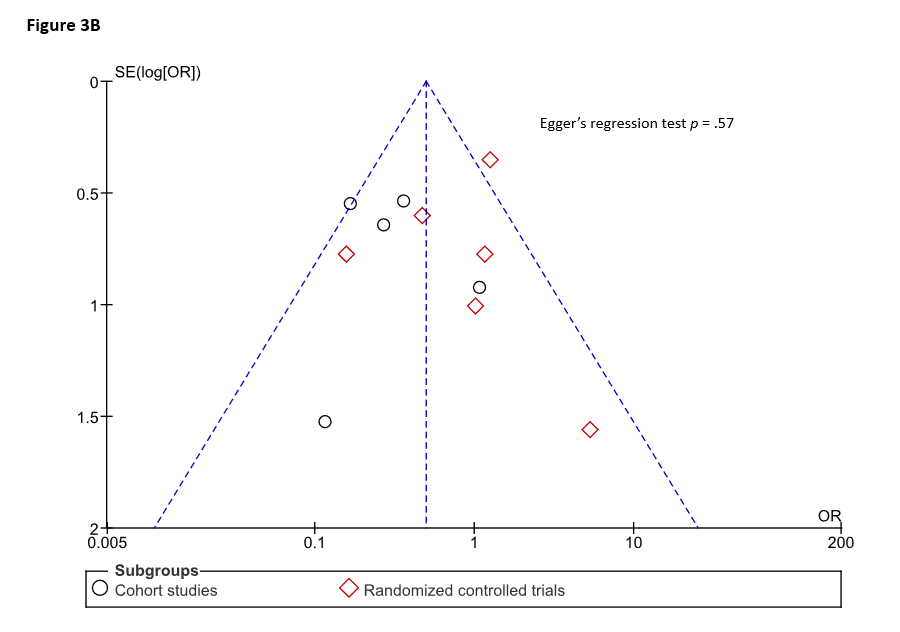 Figure 3B
SE(log[OR])
0
Egger's regression test p = .57
0.5
1
1.5
OR
2
0.005
0.1
1
10
200
Subgroups
Cohort studies
Randomized controlled trials